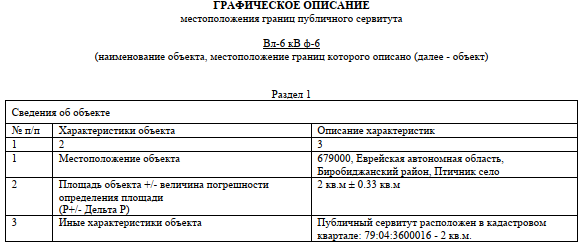 ГРАФИЧЕСКОЕ ОПИСАНИЕ
местоположения границ публичного сервитута
Вл-6 кВ ф-6
(наименование объекта, местоположение границ которого описано (далее - объект)
Раздел 1
Сведения об объекте
№ п/п Характеристики объекта Описание характеристик
1 2 3
1 Местоположение объекта 679000, Еврейская автономная область,
Биробиджанский район, Птичник село
2 Площадь объекта +/- величина погрешности 2 кв.м ± 0.33 кв.м
определения площади
(Р+/- Дельта Р)
3 Иные характеристики объекта Публичный сервитут расположен в кадастровом
квартале: 79:04:3600016 - 2 кв.м.